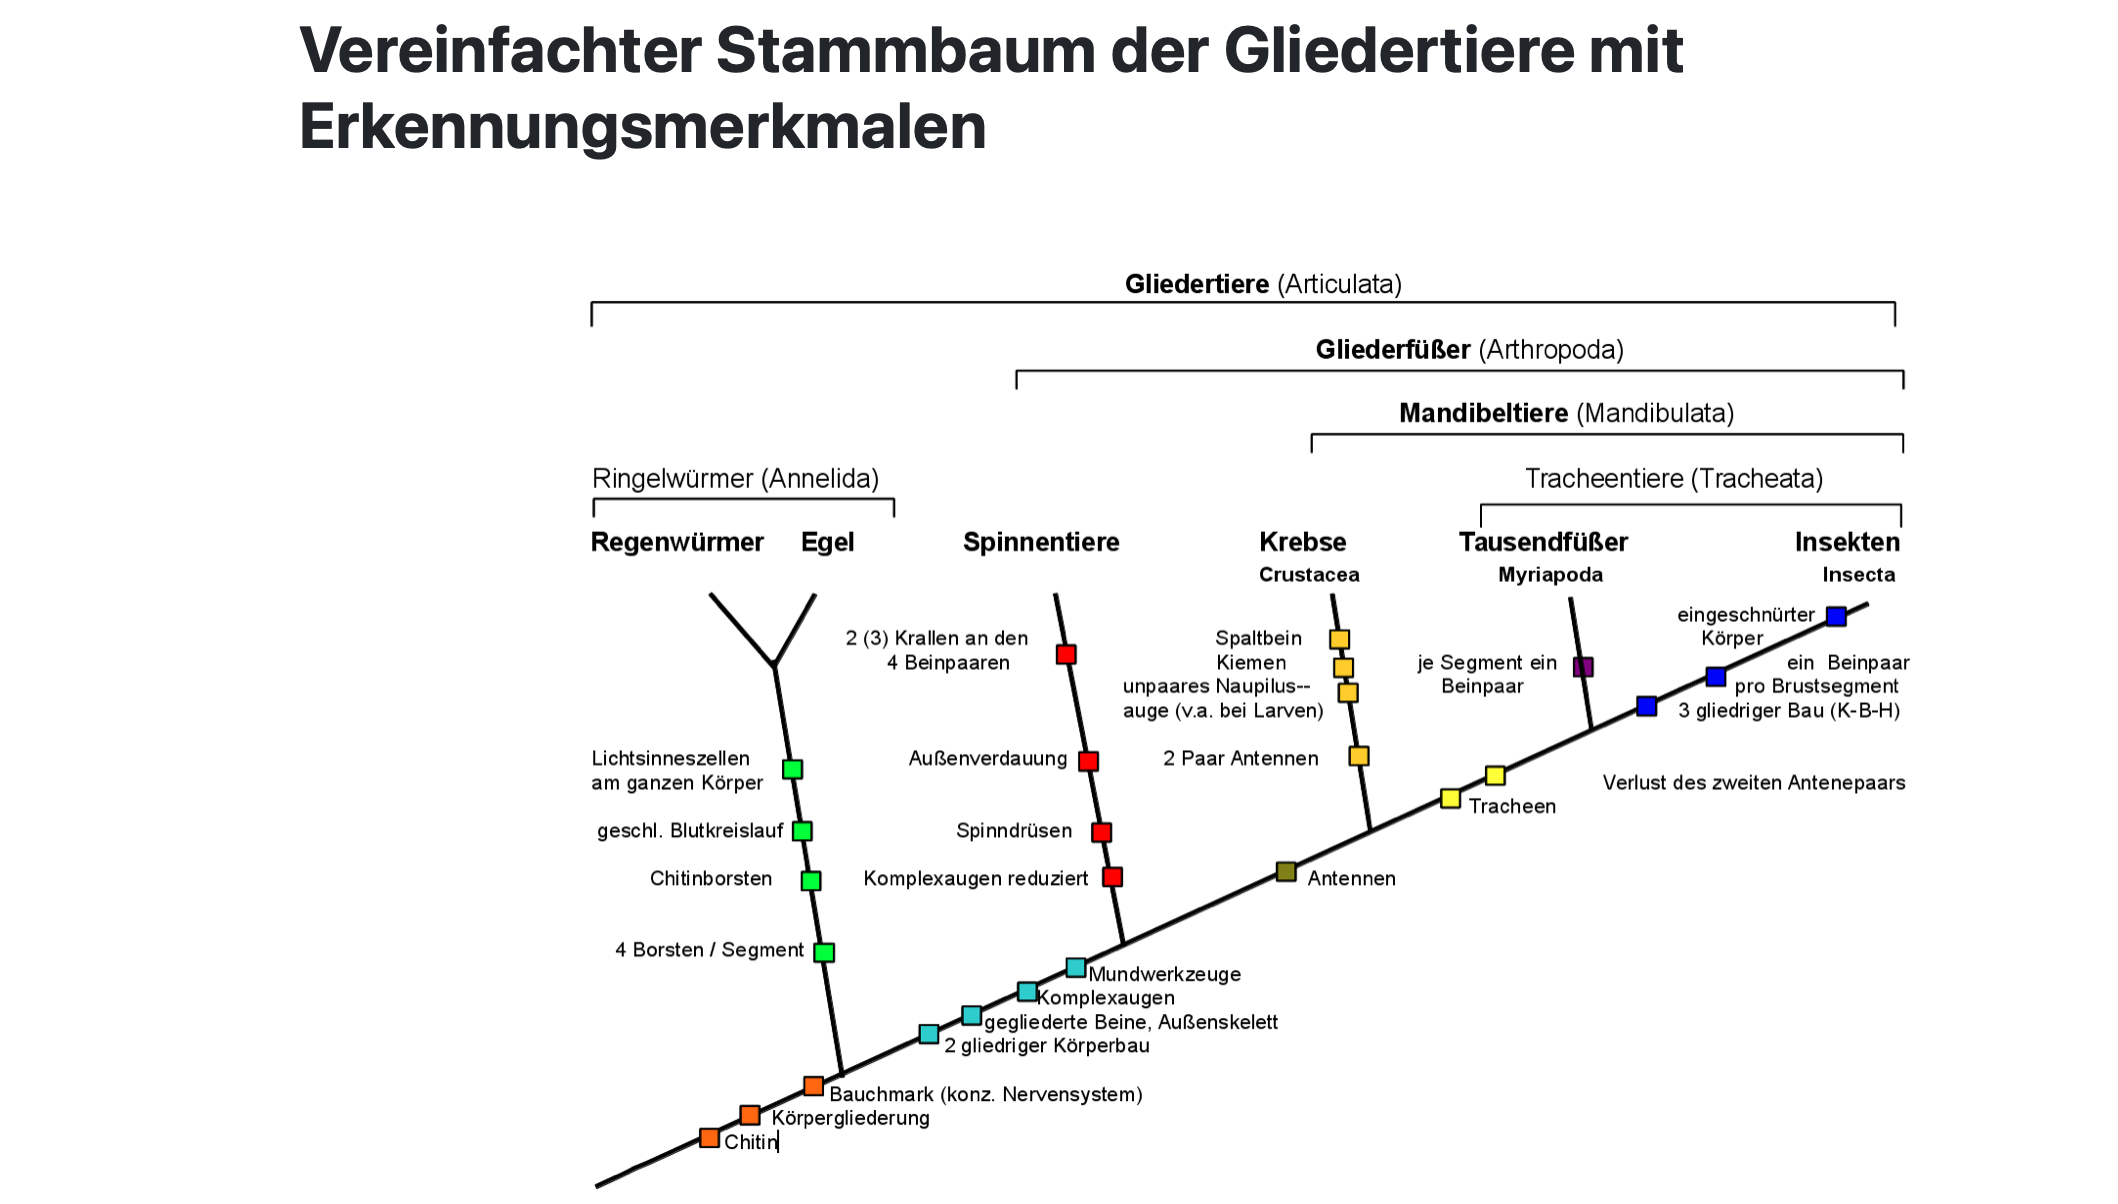 Vereinfachter Stammbaum der Gliedertiere mit
Erkennungsmerkmalen
Gliedertiere (Articulata)
Gliederfüßer (Arthropoda)
Mandibeltiere (Mandibulata)
Ringelwürmer (Annelida)
Tracheentiere (Tracheata)
Regenwürmer
Egel
Spinnentiere
Krebse
Crustacea
Tausendfüßer
Myriapoda
Insekten
Insecta
Lichtsinneszellen
am ganzen Körper
geschl. Blutkreislauf
Chitinborsten
4 Borsten / Segment
2 (3) Krallen an den
4 Beinpaaren
Außenverdauung
Spinndrüsen
Komplexaugen reduziert
Spaltbein
Kiemen
unpaares Naupilus--
auge (v.a. bei Larven)
2 Paar Antennen
je Segment ein
Beinpaar
eingeschnürter
Körper
ein Beinpaar
pro Brustsegment
3 gliedriger Bau (K-B-H)
Verlust des zweiten Antenepaars
Tracheen
Antennen
Mundwerkzeuge
Komplexaugen
gegliederte Beine, Außenskelett
2 gliedriger Körperbau
Bauchmark (konz. Nervensystem)
Körpergliederung
Chitin